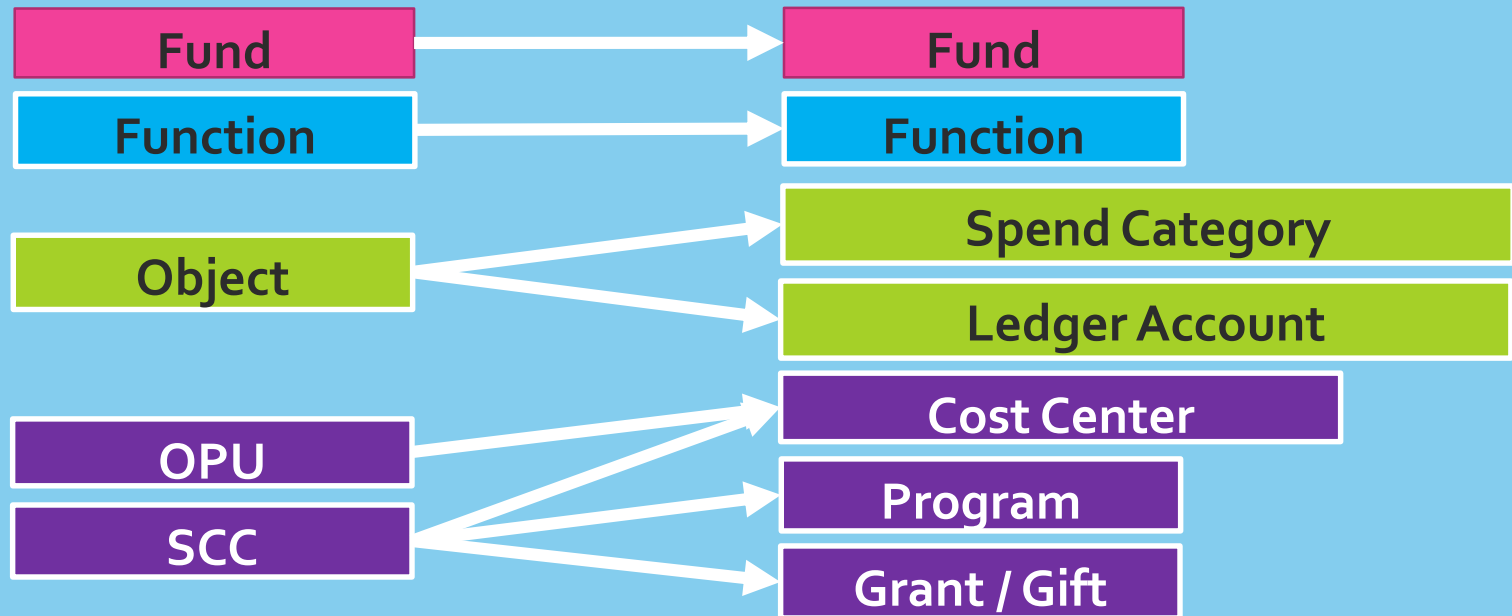 Fund
Fund
Function
Function
Object
Spend Category
Ledger Account
OPU
SCC
Cost Center
Program
Grant / Gift